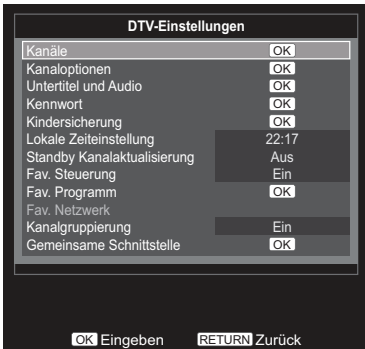 DTV-Einstellungen
Kanäle OK
Kanaloptionen OK
Untertitel und Audio OK
Kennwort OK
Kindersicherung OK
Lokale Zeiteinstellung 22:17
Standby Kanalaktualisierung Aus
Fav. Steuerung Ein
Fav. Programm OK
Fav. Netzwerk
Kanalgruppierung Ein
Gemeinsame Schnittstelle OK
OK Eingeben RETURN Zurück